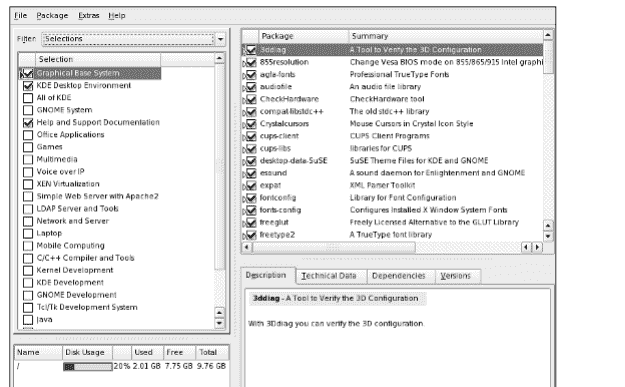 File Package Extras Help
Filter: Selections
Selection
Graphical Base System
KDE Desktop Environment
All of KDE
GNOME System
Help and Support Documentation
Office Applications
Games
Multimedia
Voice over IP
XEN Virtualization
Simple Web Server with Apache2
LDAP Server and Tools
Network and Server
Laptop
Mobile Computing
C/C++ Compiler and Tools
Kernel Development
KDE Development
GNOME Development
Tcl/Tk Development System
Java
Name Disk Usage Used Free Total
/ 20% 2.01 GB 7.75 GB 9.76 GB
Package Summary
3ddiag A Tool to Verify the 3D Configuration
855resolution Change Vesa BIOS mode on 855/865/915 Intel graphi
agfa-fonts Professional TrueType Fonts
audiofile An audio file library
CheckHardware CheckHardware tool
compat-libstdc++ The old stdc++ library
Crystalcursors Mouse Cursors in Crystal Icon Style
cups-client CUPS Client Programs
cups-libs libraries for CUPS
desktop-data-SuSE SuSE Theme Files for KDE and GNOME
esound A sound daemon for Enlightenment and GNOME
expat XML Parser Toolkit
fontconfig Library for Font Configuration
fonts-config Configures Installed X Window System Fonts
freeglut Freely Licensed Alternative to the GLUT Library
freetype2 A TrueType font library
Description Technical Data Dependencies Versions
3ddiag - A Tool to Verify the 3D Configuration
With 3Ddiag you can verify the 3D configuration.